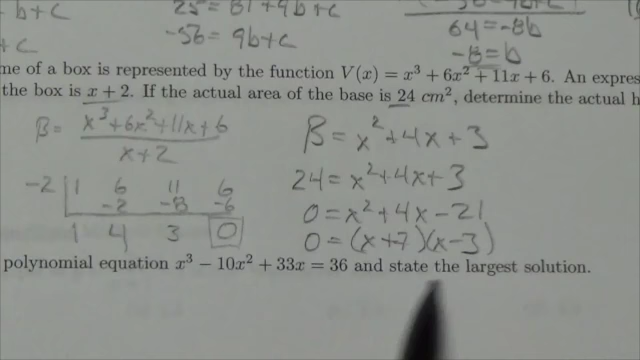 25 = 81 + 9b + c
-56 = 9b + c
64 = -8b
-8 = b
b + c
+ c
me of a box is represented by the function V(x) = x³ + 6x² + 11x + 6. An expres
the box is x + 2. If the actual area of the base is 24 cm², determine the actual h
B = x³ + 6x² + 11x + 6 / x + 2
-2 | 1 6 11 6
-2 -8 -6
1 4 3 0
B = x² + 4x + 3
24 = x² + 4x + 3
0 = x² + 4x - 21
0 = (x + 7)(x - 3)
polynomial equation x³ − 10x² + 33x = 36 and state the largest solution.